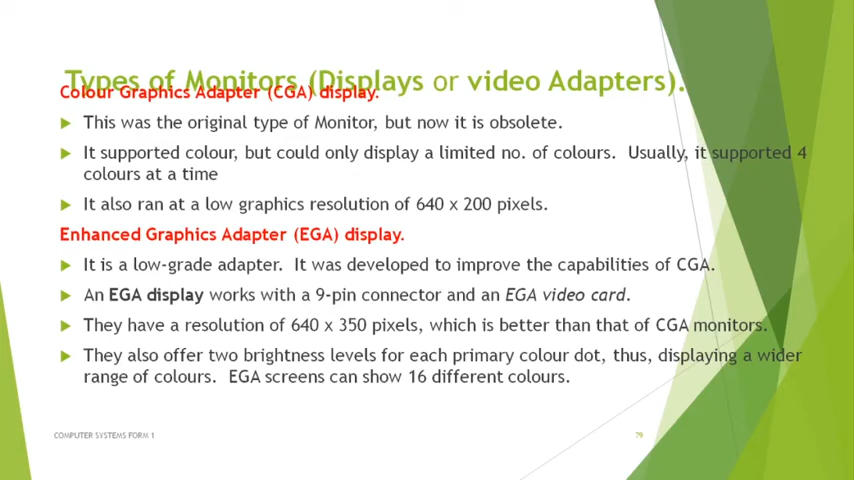 Types of Monitors (Displays or video Adapters).
Colour Graphics Adapter (CGA) display.
This was the original type of Monitor, but now it is obsolete.
It supported colour, but could only display a limited no. of colours. Usually, it supported 4
colours at a time
It also ran at a low graphics resolution of 640 x 200 pixels.
Enhanced Graphics Adapter (EGA) display.
It is a low-grade adapter. It was developed to improve the capabilities of CGA.
An EGA display works with a 9-pin connector and an EGA video card.
They have a resolution of 640 x 350 pixels, which is better than that of CGA monitors.
They also offer two brightness levels for each primary colour dot, thus, displaying a wider
range of colours. EGA screens can show 16 different colours.
COMPUTER SYSTEMS FORM 1
79